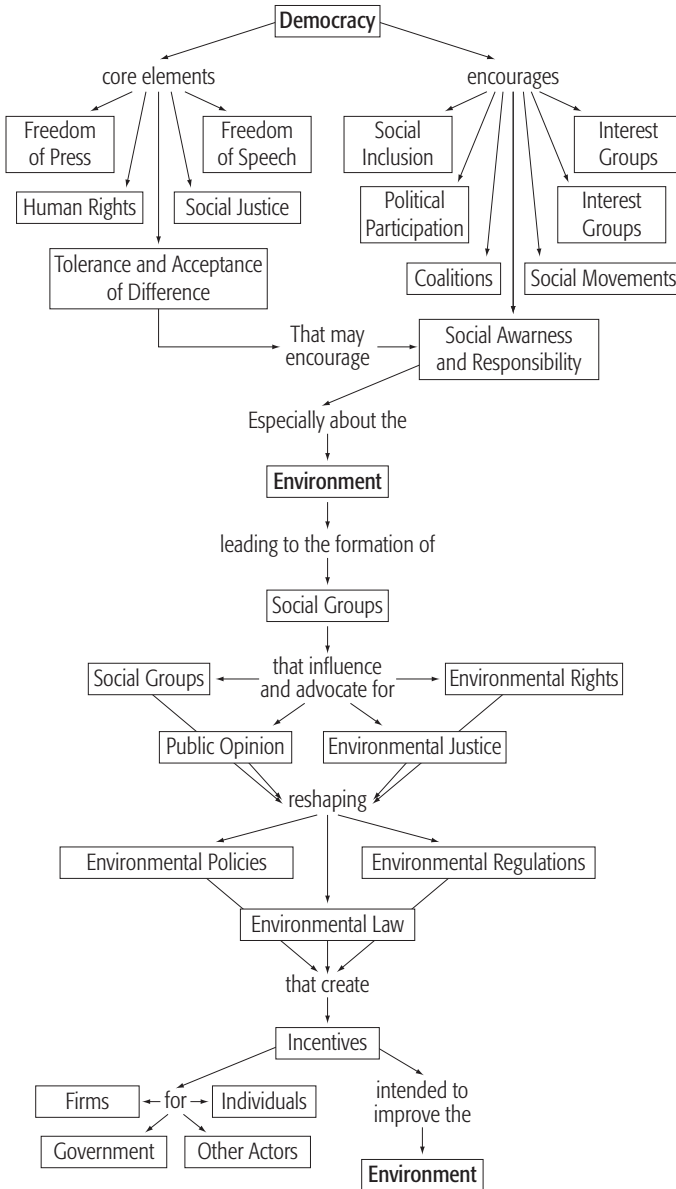 Democracy
core elements
encourages
Freedom
of Press
Freedom
of Speech
Social
Inclusion
Interest
Groups
Human Rights
Social Justice
Political
Participation
Interest
Groups
Tolerance and Acceptance
of Difference
Coalitions
Social Movements
That may
encourage
Social Awarness
and Responsibility
Especially about the
Environment
leading to the formation of
Social Groups
Social Groups
that influence
and advocate for
Environmental Rights
Public Opinion
Environmental Justice
reshaping
Environmental Policies
Environmental Regulations
Environmental Law
that create
Incentives
Firms
for
Individuals
intended to
improve the
Government
Other Actors
Environment